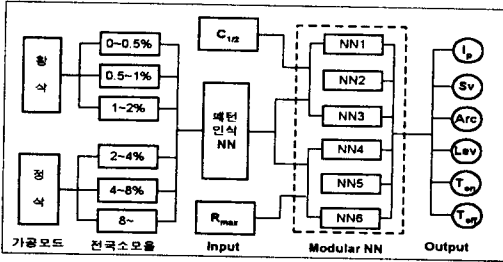 황
삭
정
삭
0~0.5%
0.5~1%
1~2%
2~4%
4~8%
8~
C1/2
패턴
인식
NN
Rmax
NN1
NN2
NN3
NN4
NN5
NN6
Ip
Sv
Arc
Lev
Ton
Toff
가공모드 전극소모율 Input Modular NN Output